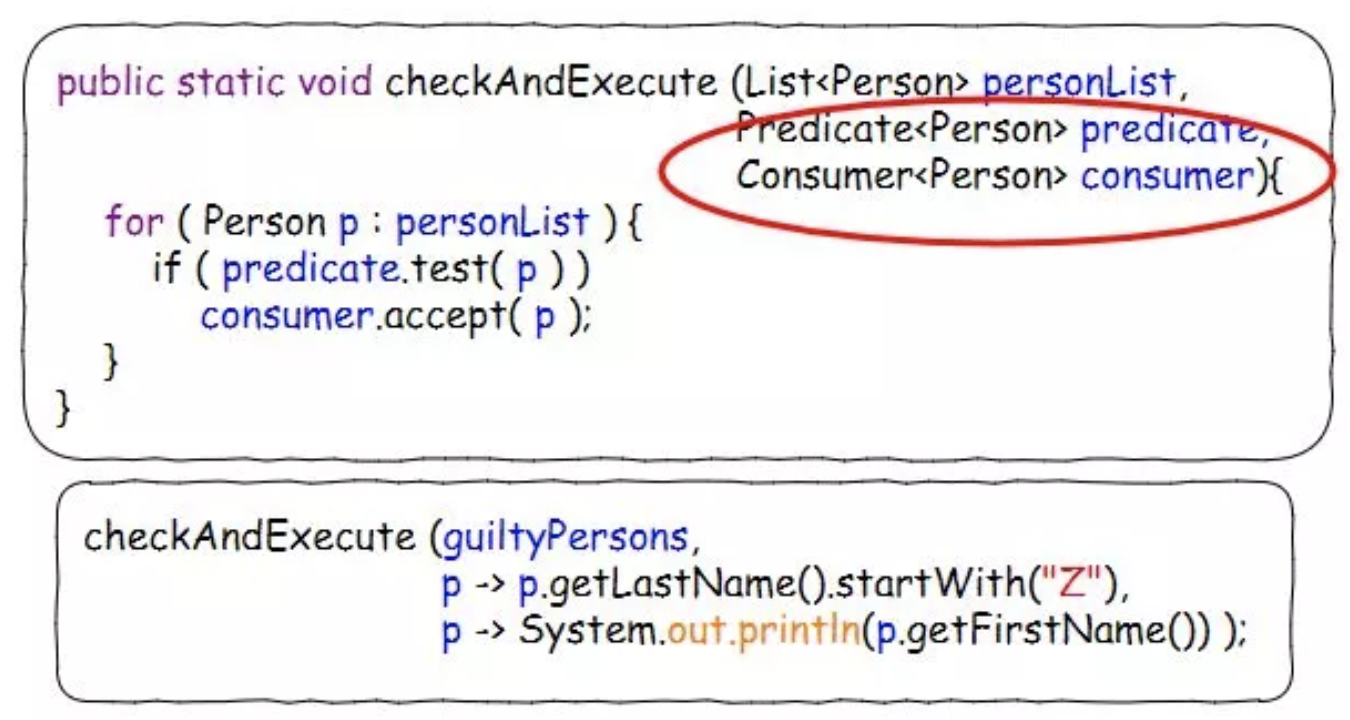 public static void checkAndExecute (List<Person> personList,
Predicate<Person> predicate,
Consumer<Person> consumer){
for ( Person p : personList ) {
if ( predicate.test( p ) )
consumer.accept( p );
}
}
checkAndExecute (guiltyPersons,
p -> p.getLastName().startWith("Z"),
p -> System.out.println(p.getFirstName()) );